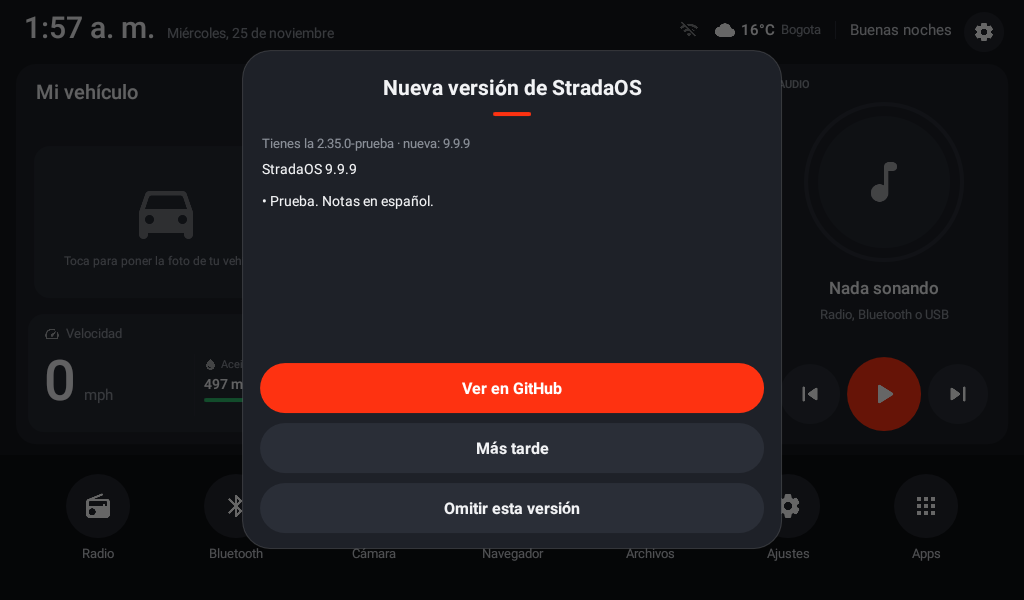 1:57 a. m.
Miércoles, 25 de noviembre
16°C
Bogota
Buenas noches
Mi vehículo
Toca para poner la foto de tu veh
Velocidad
0
mph
Acel
497 m
Nueva versión de StradaOS
Tienes la 2.35.0-prueba · nueva: 9.9.9
StradaOS 9.9.9
• Prueba. Notas en español.
Ver en GitHub
Más tarde
Omitir esta versión
AUDIO
Nada sonando
Radio, Bluetooth o USB
Radio
Bluetooth
Cámara
Navegador
Archivos
Ajustes
Apps